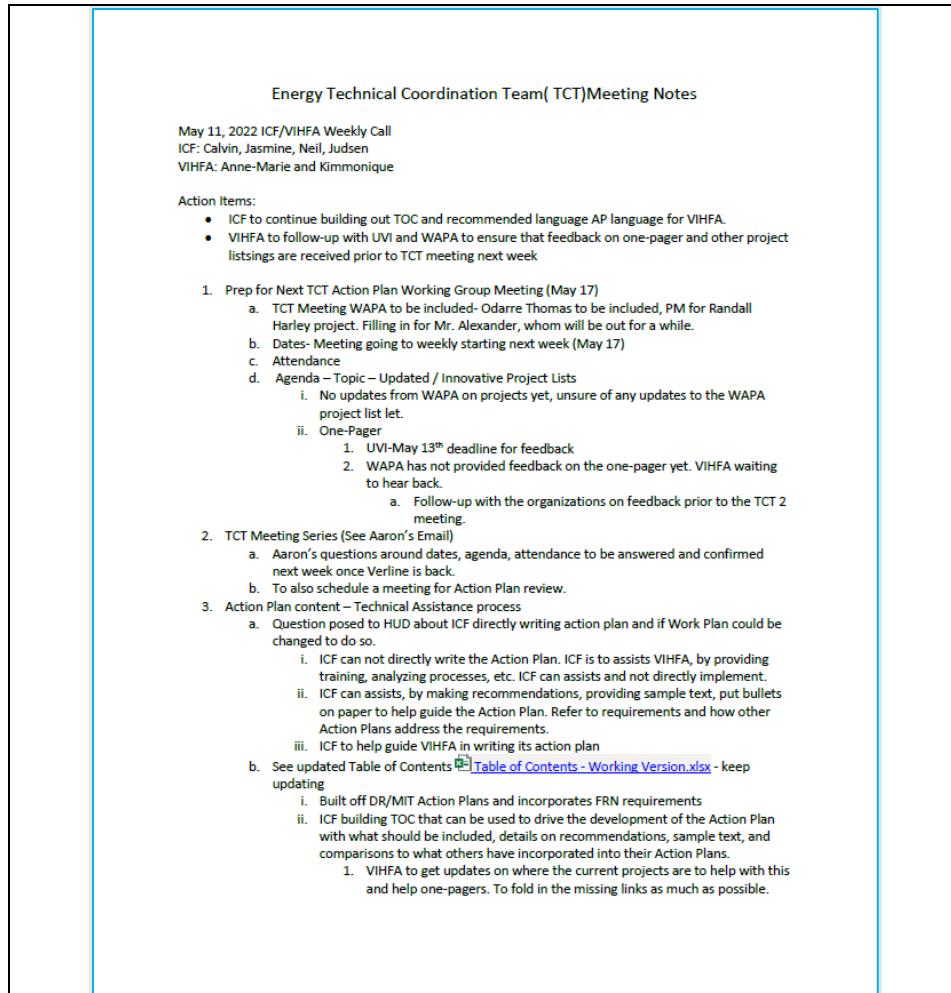 Energy Technical Coordination Team( TCT)Meeting Notes
May 11, 2022 ICF/VIHFA Weekly Call
ICF: Calvin, Jasmine, Neil, Judsen
VIHFA: Anne-Marie and Kimmonique
Action Items:
• ICF to continue building out TOC and recommended language AP language for VIHFA.
• VIHFA to follow-up with UVI and WAPA to ensure that feedback on one-pager and other project
listings are received prior to TCT meeting next week
1. Prep for Next TCT Action Plan Working Group Meeting (May 17)
a. TCT Meeting WAPA to be included- Odarre Thomas to be included, PM for Randall
Harley project. Filling in for Mr. Alexander, whom will be out for a while.
b. Dates- Meeting going to weekly starting next week (May 17)
c. Attendance
d. Agenda – Topic – Updated / Innovative Project Lists
i. No updates from WAPA on projects yet, unsure of any updates to the WAPA
project list let.
ii. One-Pager
1. UVI-May 13th deadline for feedback
2. WAPA has not provided feedback on the one-pager yet. VIHFA waiting
to hear back.
a. Follow-up with the organizations on feedback prior to the TCT 2
meeting.
2. TCT Meeting Series (See Aaron's Email)
a. Aaron's questions around dates, agenda, attendance to be answered and confirmed
next week once Verline is back.
b. To also schedule a meeting for Action Plan review.
3. Action Plan content – Technical Assistance process
a. Question posed to HUD about ICF directly writing action plan and if Work Plan could be
changed to do so.
i. ICF can not directly write the Action Plan. ICF is to assists VIHFA, by providing
training, analyzing processes, etc. ICF can assists and not directly implement.
ii. ICF can assists, by making recommendations, providing sample text, put bullets
on paper to help guide the Action Plan. Refer to requirements and how other
Action Plans address the requirements.
iii. ICF to help guide VIHFA in writing its action plan
b. See updated Table of Contents Table of Contents - Working Version.xlsx - keep
updating
i. Built off DR/MIT Action Plans and incorporates FRN requirements
ii. ICF building TOC that can be used to drive the development of the Action Plan
with what should be included, details on recommendations, sample text, and
comparisons to what others have incorporated into their Action Plans.
1. VIHFA to get updates on where the current projects are to help with this
and help one-pagers. To fold in the missing links as much as possible.